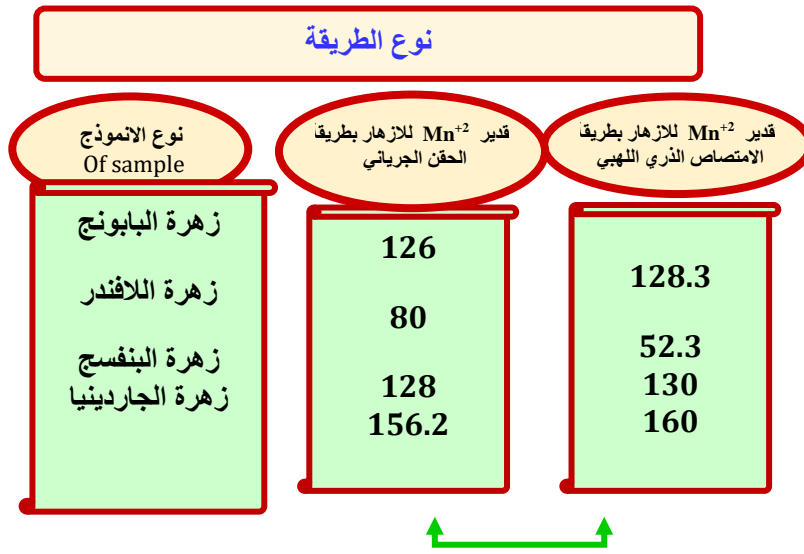 نوع الطريقة
نوع الانموذج
Of sample
قدير Mn+2 للازهار بطريقة
الحقن الجرياني
قدير Mn+2 للازهار بطريقة
الامتصاص الذري اللهبي
زهرة البابونج
زهرة اللافندر
زهرة البنفسج
زهرة الجاردينيا
126
80
128
156.2
128.3
52.3
130
160